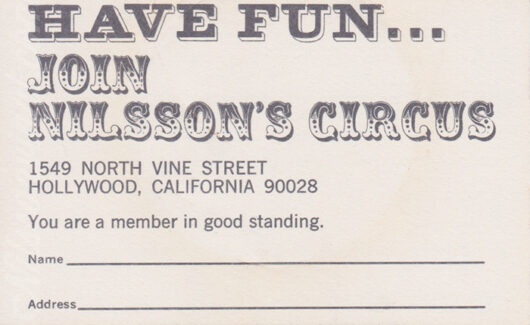 HAVE FUN...
JOIN
NILSSON'S CIRCUS
1549 NORTH VINE STREET
HOLLYWOOD, CALIFORNIA 90028
You are a member in good standing.
Name
Address